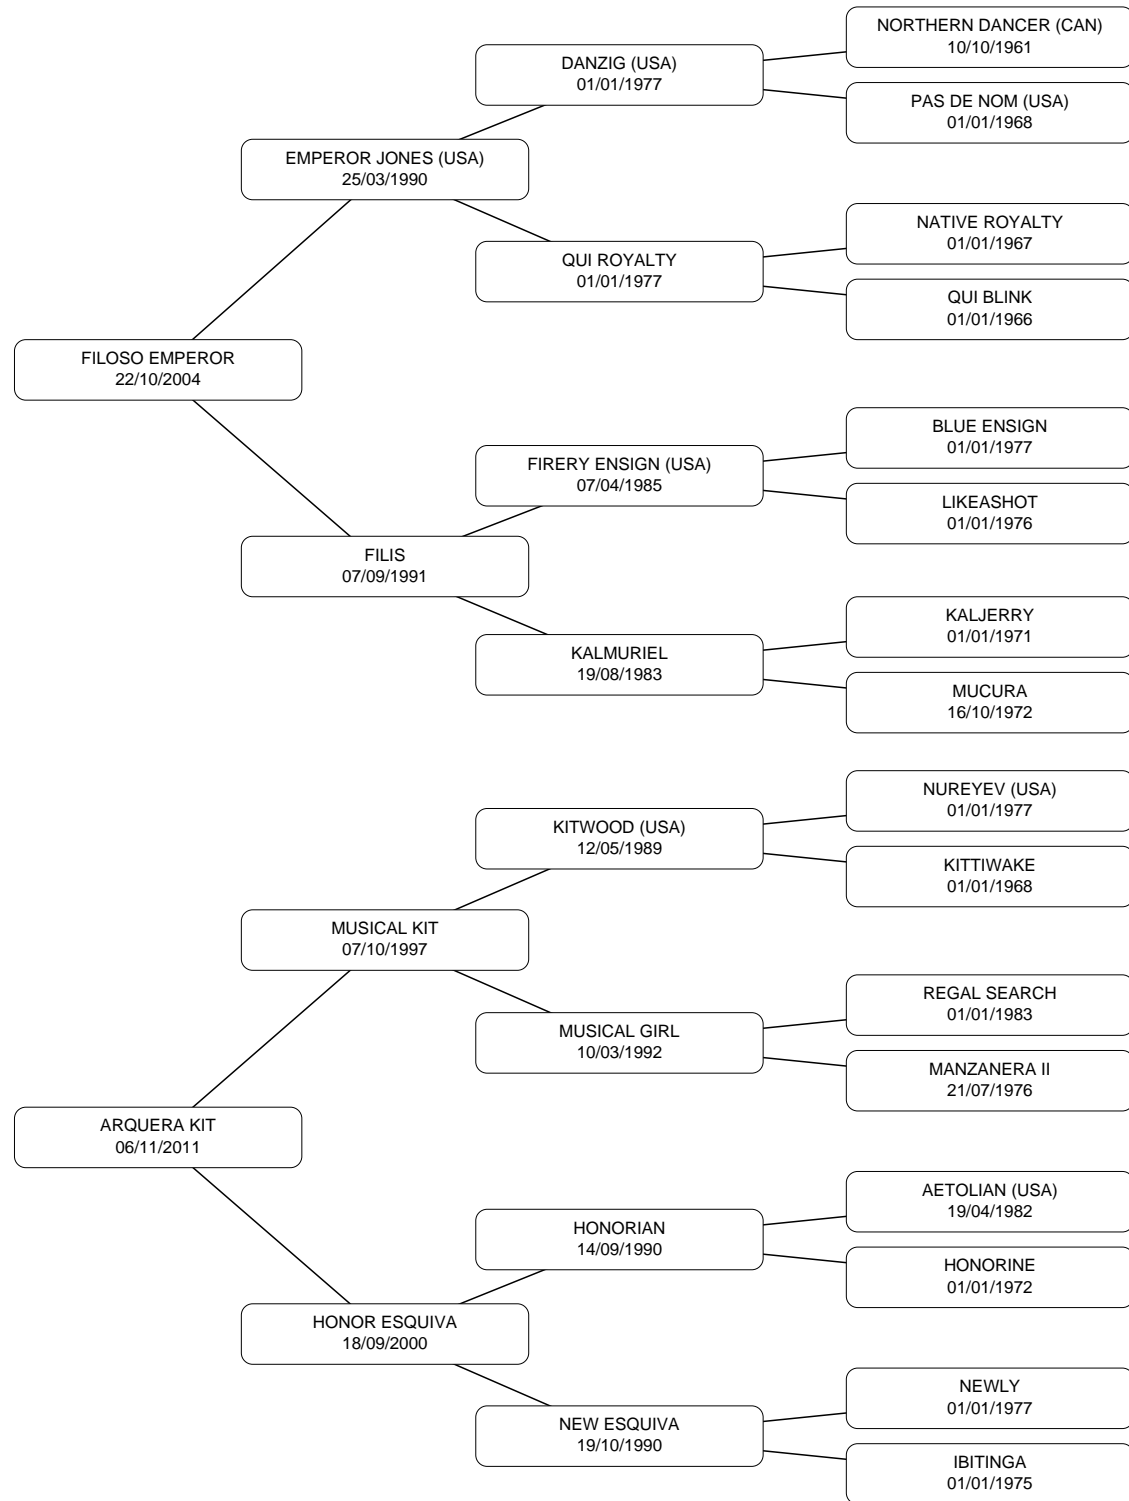 NORTHERN DANCER (CAN)
10/10/1961
DANZIG (USA)
01/01/1977
PAS DE NOM (USA)
01/01/1968
EMPEROR JONES (USA)
25/03/1990
NATIVE ROYALTY
01/01/1967
QUI ROYALTY
01/01/1977
QUI BLINK
01/01/1966
FILOSO EMPEROR
22/10/2004
BLUE ENSIGN
01/01/1977
FIRERY ENSIGN (USA)
07/04/1985
LIKEASHOT
01/01/1976
FILIS
07/09/1991
KALJERRY
01/01/1971
KALMURIEL
19/08/1983
MUCURA
16/10/1972
NUREYEV (USA)
01/01/1977
KITWOOD (USA)
12/05/1989
KITTIWAKE
01/01/1968
MUSICAL KIT
07/10/1997
REGAL SEARCH
01/01/1983
MUSICAL GIRL
10/03/1992
MANZANERA II
21/07/1976
ARQUERA KIT
06/11/2011
AETOLIAN (USA)
19/04/1982
HONORIAN
14/09/1990
HONORINE
01/01/1972
HONOR ESQUIVA
18/09/2000
NEWLY
01/01/1977
NEW ESQUIVA
19/10/1990
IBITINGA
01/01/1975